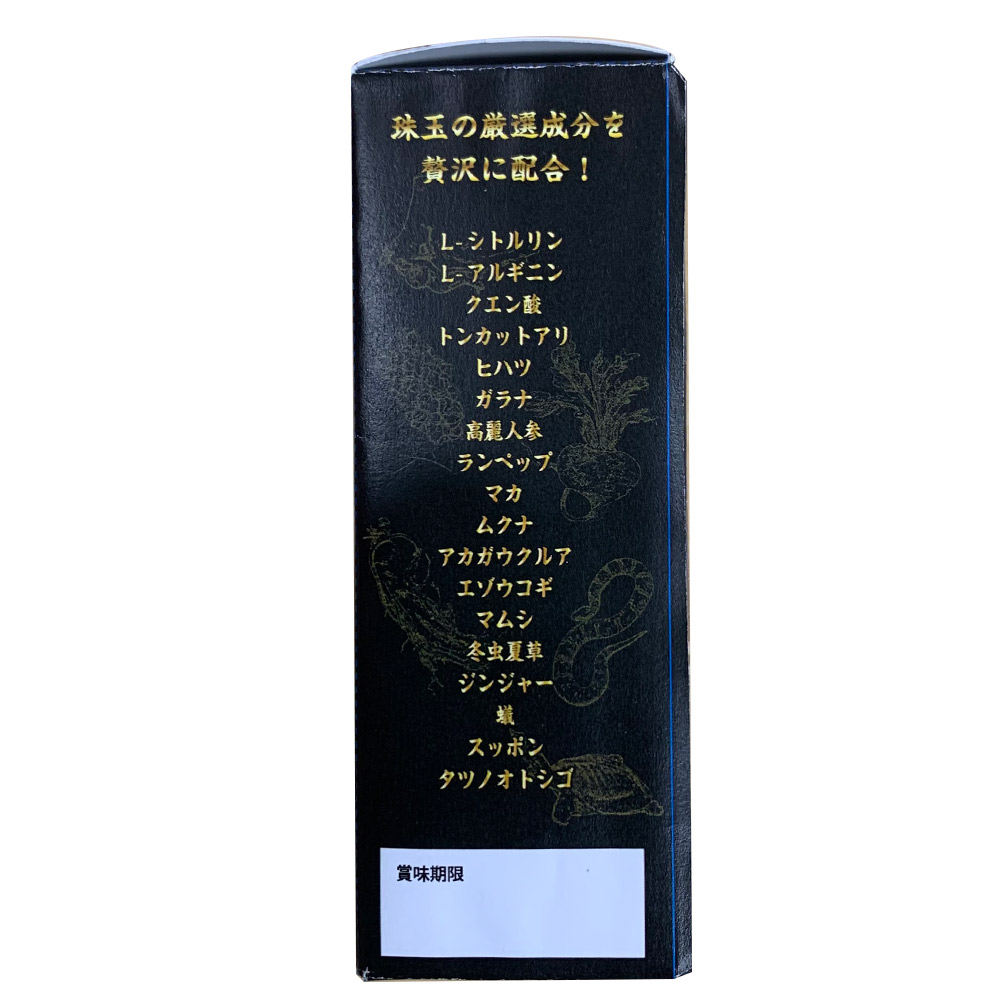 珠玉の厳選成分を
贅沢に配合！
L-シトルリン
L-アルギニン
クエン酸
トンカットアリ
ヒハツ
ガラナ
高麗人参
ランペップ
マカ
ムクナ
アカガウクルア
エゾウコギ
マムシ
冬虫夏草
ジンジャー
蟻
スッポン
タツノオトシゴ
賞味期限